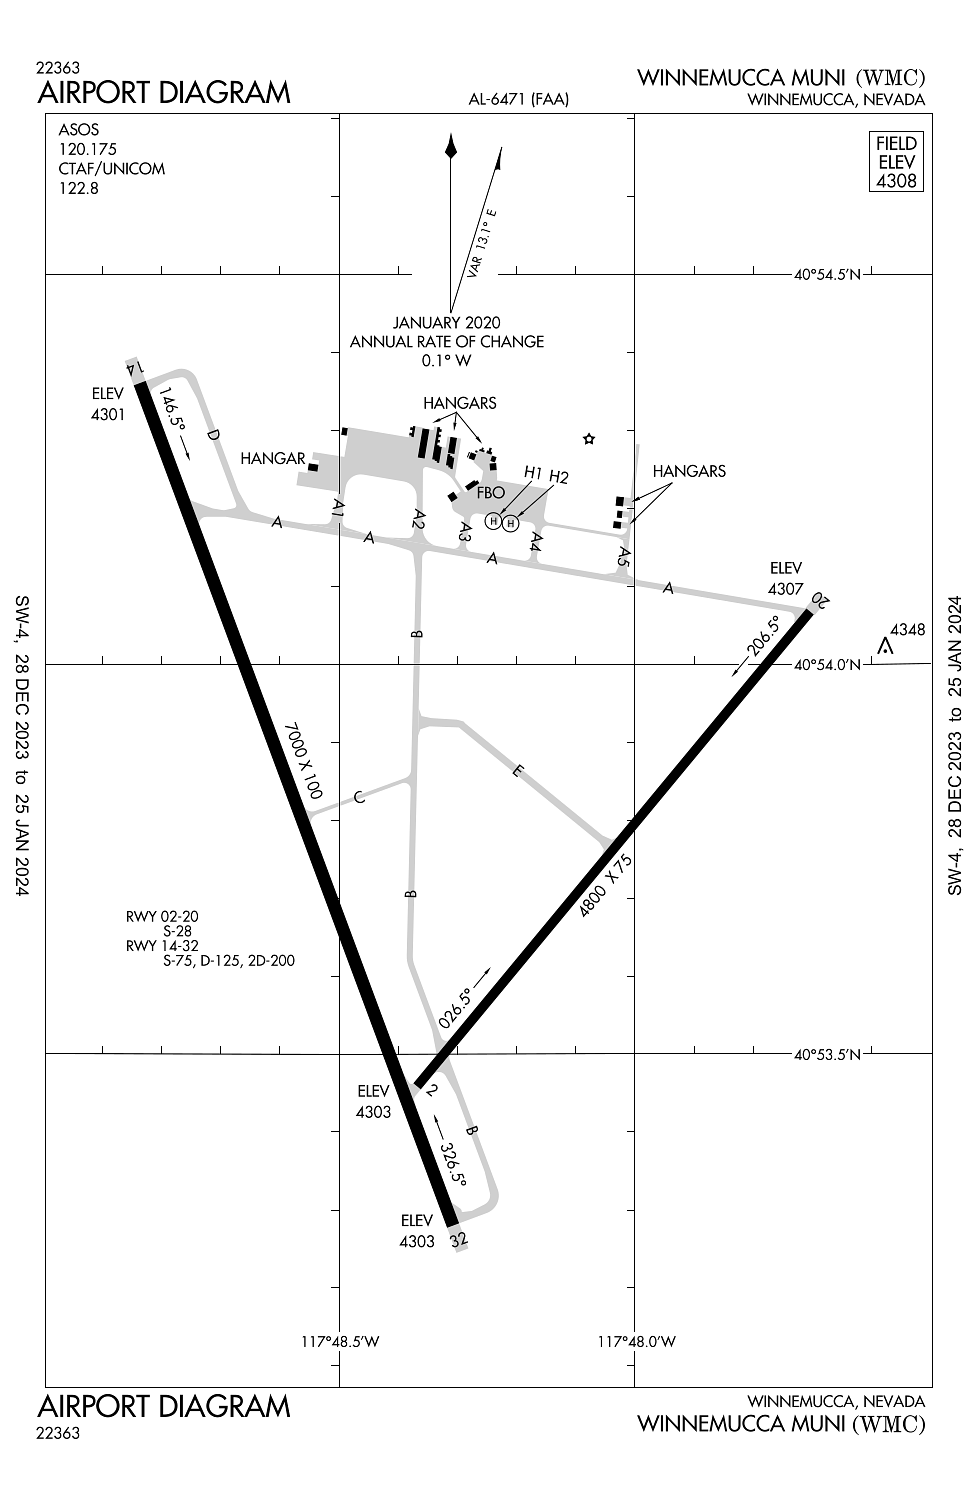 22363
AIRPORT DIAGRAM
AL-6471 (FAA)
WINNEMUCCA MUNI (WMC)
WINNEMUCCA, NEVADA
ASOS
120.175
CTAF/UNICOM
122.8
FIELD
ELEV
4308
VAR 13.1° E
40°54.5'N
JANUARY 2020
ANNUAL RATE OF CHANGE
0.1° W
14
ELEV
4301
146.5°
D
HANGARS
HANGAR
FBO
H1 H2
H
H
HANGARS
A
A1
A
A2
A3
A
A4
A5
A
ELEV
4307
20
206.5°
4348
40°54.0'N
B
7000 X 100
C
E
B
4800 X 75
RWY 02-20
S-28
RWY 14-32
S-75, D-125, 2D-200
026.5°
40°53.5'N
ELEV
4303
2
B
326.5°
ELEV
4303
32
117°48.5'W
117°48.0'W
SW-4, 28 DEC 2023 to 25 JAN 2024
SW-4, 28 DEC 2023 to 25 JAN 2024
AIRPORT DIAGRAM
22363
WINNEMUCCA, NEVADA
WINNEMUCCA MUNI (WMC)